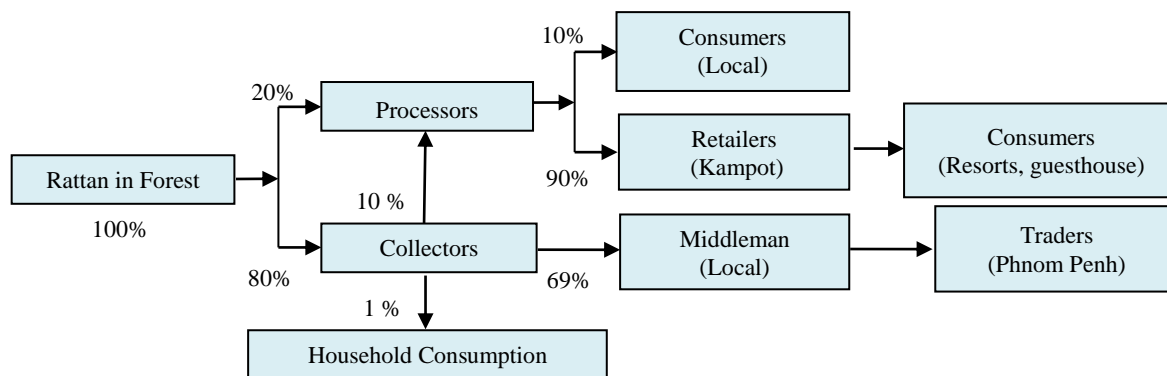 10%
Consumers
(Local)
20%
Processors
Retailers
(Kampot)
Consumers
(Resorts, guesthouse)
Rattan in Forest
90%
100%
10 %
Collectors
Middleman
(Local)
Traders
(Phnom Penh)
80%
69%
1 %
Household Consumption